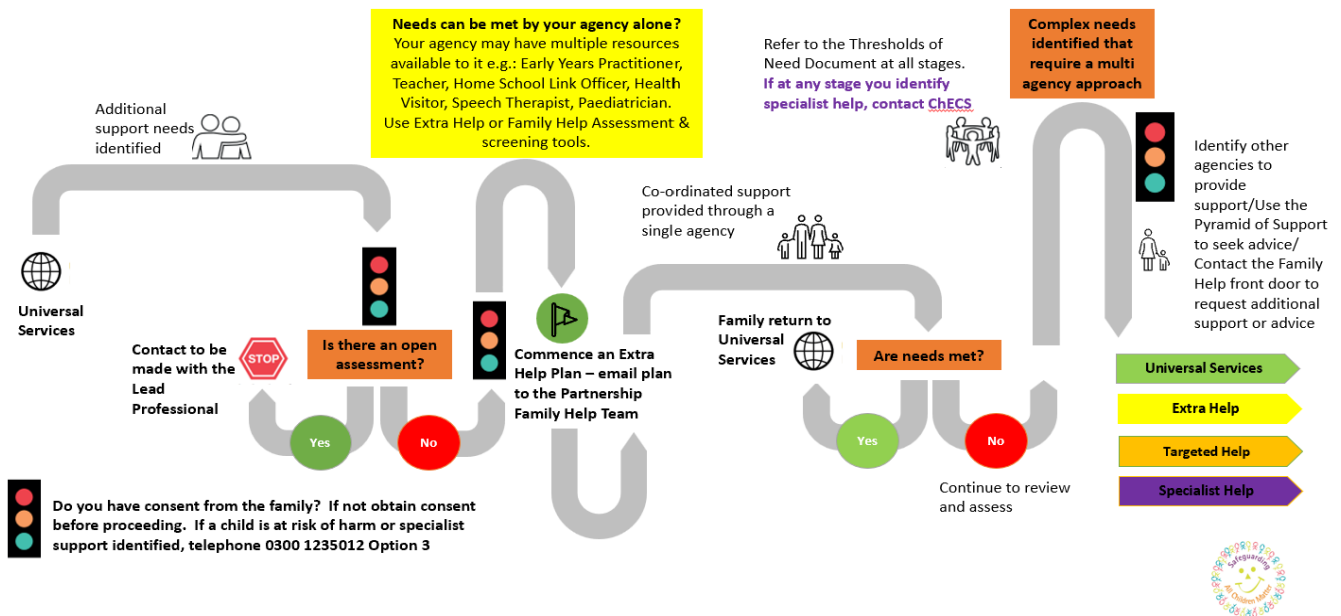 Additional
support needs
identified
Universal
Services
Needs can be met by your agency alone?
Your agency may have multiple resources
available to it e.g.: Early Years Practitioner,
Teacher, Home School Link Officer, Health
Visitor, Speech Therapist, Paediatrician.
Use Extra Help or Family Help Assessment &
screening tools.
Is there an open
assessment?
Contact to be
made with the
Lead
Professional
STOP
Yes
No
Commence an Extra
Help Plan – email plan
to the Partnership
Family Help Team
Co-ordinated support
provided through a
single agency
Refer to the Thresholds of
Need Document at all stages.
If at any stage you identify
specialist help, contact ChECS
Family return to
Universal
Services
Are needs met?
Yes
No
Continue to review
and assess
Complex needs
identified that
require a multi
agency approach
Identify other
agencies to
provide
support/Use the
Pyramid of Support
to seek advice/
Contact the Family
Help front door to
request additional
support or advice
Universal Services
Extra Help
Targeted Help
Specialist Help
Do you have consent from the family? If not obtain consent
before proceeding. If a child is at risk of harm or specialist
support identified, telephone 0300 1235012 Option 3
Safeguarding
All Children Matter